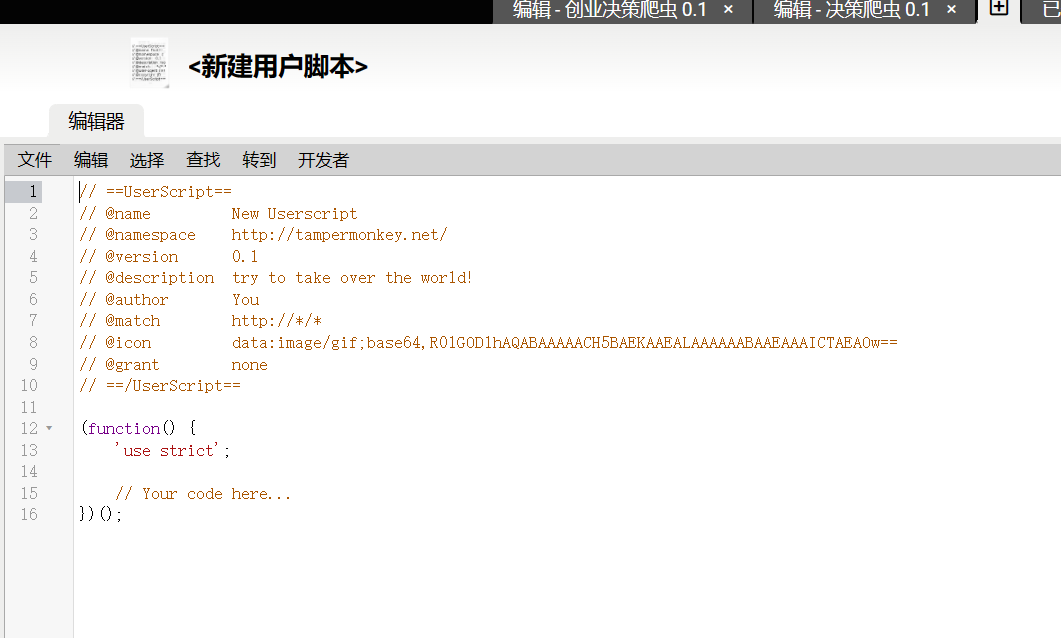 编辑 - 创业决策爬虫 0.1 × 编辑 - 决策爬虫 0.1 × 已
<新建用户脚本>
编辑器
文件 编辑 选择 查找 转到 开发者
1 // ==UserScript==
2 // @name New Userscript
3 // @namespace http://tampermonkey.net/
4 // @version 0.1
5 // @description try to take over the world!
6 // @author You
7 // @match http://*/*
8 // @icon data:image/gif;base64,R0lGODlhAQABAAAAACH5BAEKAAEALAAAAAABAAEAAAICTAEAOw==
9 // @grant none
10 // ==/UserScript==
11
12 (function() {
13 'use strict';
14
15 // Your code here...
16 })();